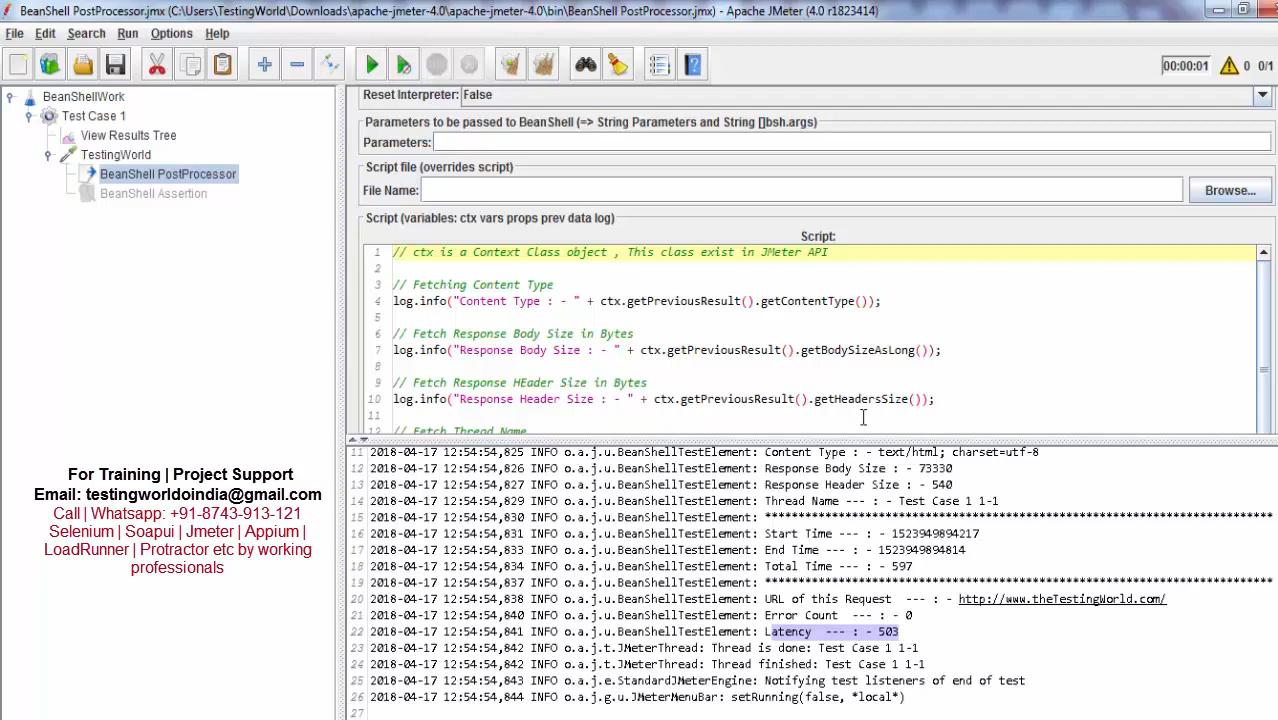 BeanShell PostProcessor.jmx (C:\Users\TestingWorld\Downloads\apache-jmeter-4.0\apache-jmeter-4.0\bin\BeanShell PostProcessor.jmx) - Apache JMeter (4.0 r1823414)
File Edit Search Run Options Help
00:00:01 0 0/1
BeanShellWork
Test Case 1
View Results Tree
TestingWorld
BeanShell PostProcessor
BeanShell Assertion
Reset Interpreter: False
Parameters to be passed to BeanShell (=> String Parameters and String []bsh.args)
Parameters:
Script file (overrides script)
File Name: Browse...
Script (variables: ctx vars props prev data log)
Script:
1 // ctx is a Context Class object , This class exist in JMeter API
2
3 // Fetching Content Type
4 log.info("Content Type : - " + ctx.getPreviousResult().getContentType());
5
6 // Fetch Response Body Size in Bytes
7 log.info("Response Body Size : - " + ctx.getPreviousResult().getBodySizeAsLong());
8
9 // Fetch Response HEader Size in Bytes
10 log.info("Response Header Size : - " + ctx.getPreviousResult().getHeadersSize());
11
12 // Fetch Thread Name
11 2018-04-17 12:54:54,825 INFO o.a.j.u.BeanShellTestElement: Content Type : - text/html; charset=utf-8
12 2018-04-17 12:54:54,826 INFO o.a.j.u.BeanShellTestElement: Response Body Size : - 73330
13 2018-04-17 12:54:54,827 INFO o.a.j.u.BeanShellTestElement: Response Header Size : - 540
14 2018-04-17 12:54:54,829 INFO o.a.j.u.BeanShellTestElement: Thread Name --- : - Test Case 1 1-1
15 2018-04-17 12:54:54,830 INFO o.a.j.u.BeanShellTestElement: ****************************************************************************
16 2018-04-17 12:54:54,831 INFO o.a.j.u.BeanShellTestElement: Start Time --- : - 1523949894217
17 2018-04-17 12:54:54,833 INFO o.a.j.u.BeanShellTestElement: End Time --- : - 1523949894814
18 2018-04-17 12:54:54,834 INFO o.a.j.u.BeanShellTestElement: Total Time --- : - 597
19 2018-04-17 12:54:54,837 INFO o.a.j.u.BeanShellTestElement: ****************************************************************************
20 2018-04-17 12:54:54,839 INFO o.a.j.u.BeanShellTestElement: URL of this Request --- : - http://www.theTestingWorld.com/
21 2018-04-17 12:54:54,840 INFO o.a.j.u.BeanShellTestElement: Error Count --- : - 0
22 2018-04-17 12:54:54,841 INFO o.a.j.u.BeanShellTestElement: Latency --- : - 503
23 2018-04-17 12:54:54,842 INFO o.a.j.t.JMeterThread: Thread is done: Test Case 1 1-1
24 2018-04-17 12:54:54,842 INFO o.a.j.t.JMeterThread: Thread finished: Test Case 1 1-1
25 2018-04-17 12:54:54,843 INFO o.a.j.e.StandardJMeterEngine: Notifying test listeners of end of test
26 2018-04-17 12:54:54,844 INFO o.a.j.g.u.JMeterMenuBar: setRunning(false, *local*)
27
For Training | Project Support
Email: testingworldoindia@gmail.com
Call | Whatsapp: +91-8743-913-121
Selenium | Soapui | Jmeter | Appium |
LoadRunner | Protractor etc by working
professionals